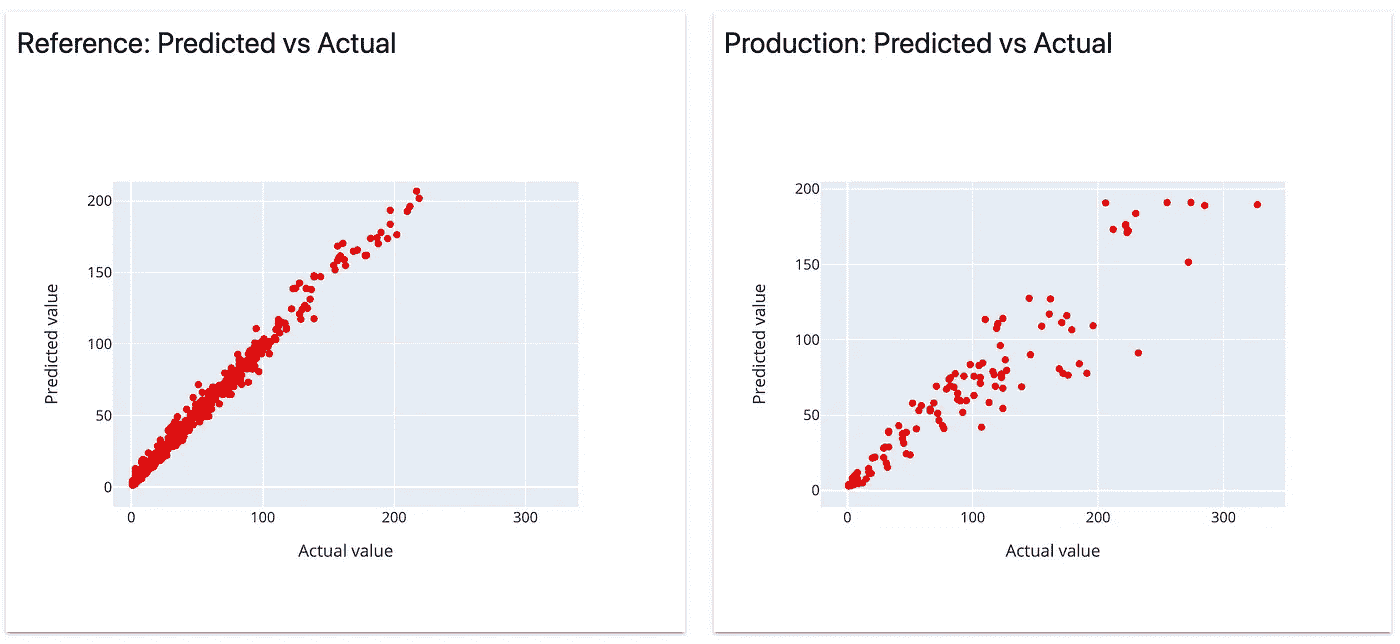 Reference: Predicted vs Actual
200
150
100
50
0
Predicted value
0 100 200 300
Actual value
Production: Predicted vs Actual
200
150
100
50
0
Predicted value
0 100 200 300
Actual value